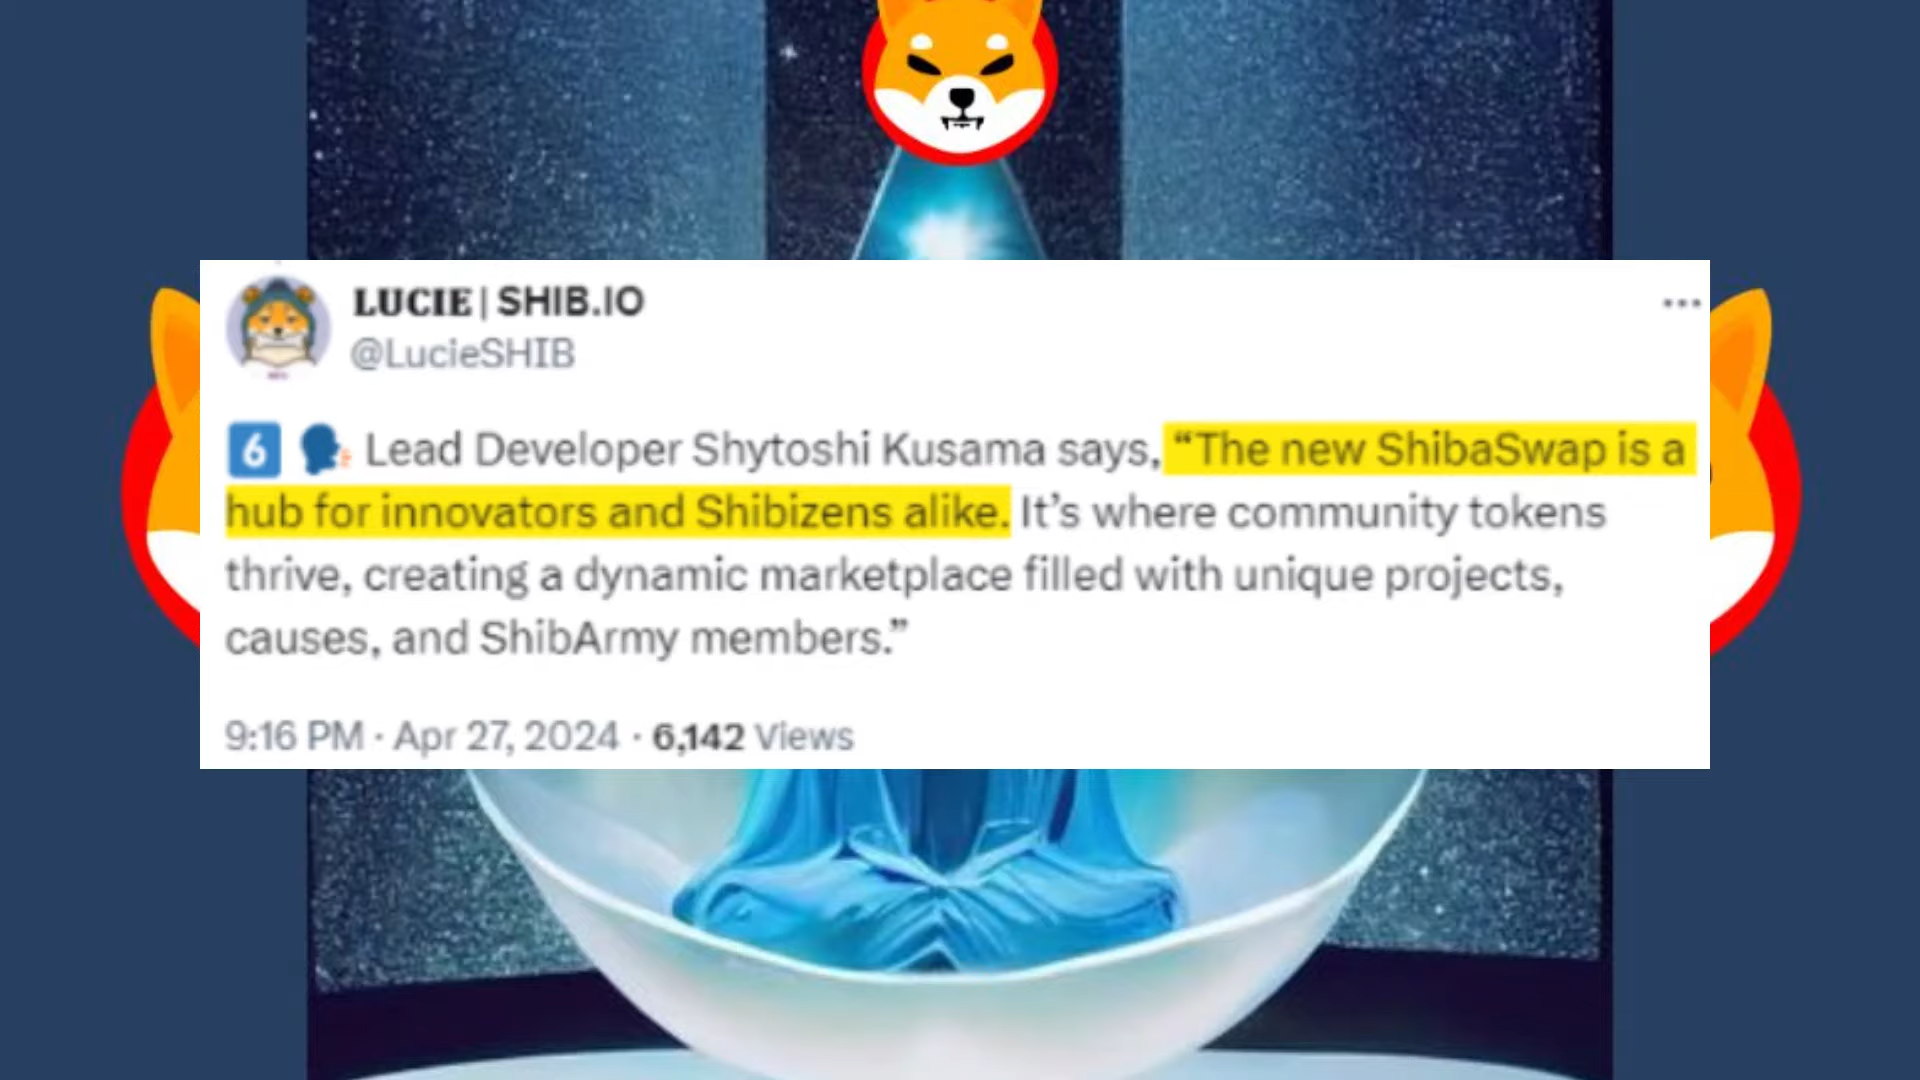 LUCIE | SHIB.IO
@LucieSHIB
6 🗣 Lead Developer Shytoshi Kusama says, “The new ShibaSwap is a
hub for innovators and Shibizens alike. It’s where community tokens
thrive, creating a dynamic marketplace filled with unique projects,
causes, and ShibArmy members.”
9:16 PM · Apr 27, 2024 · 6,142 Views